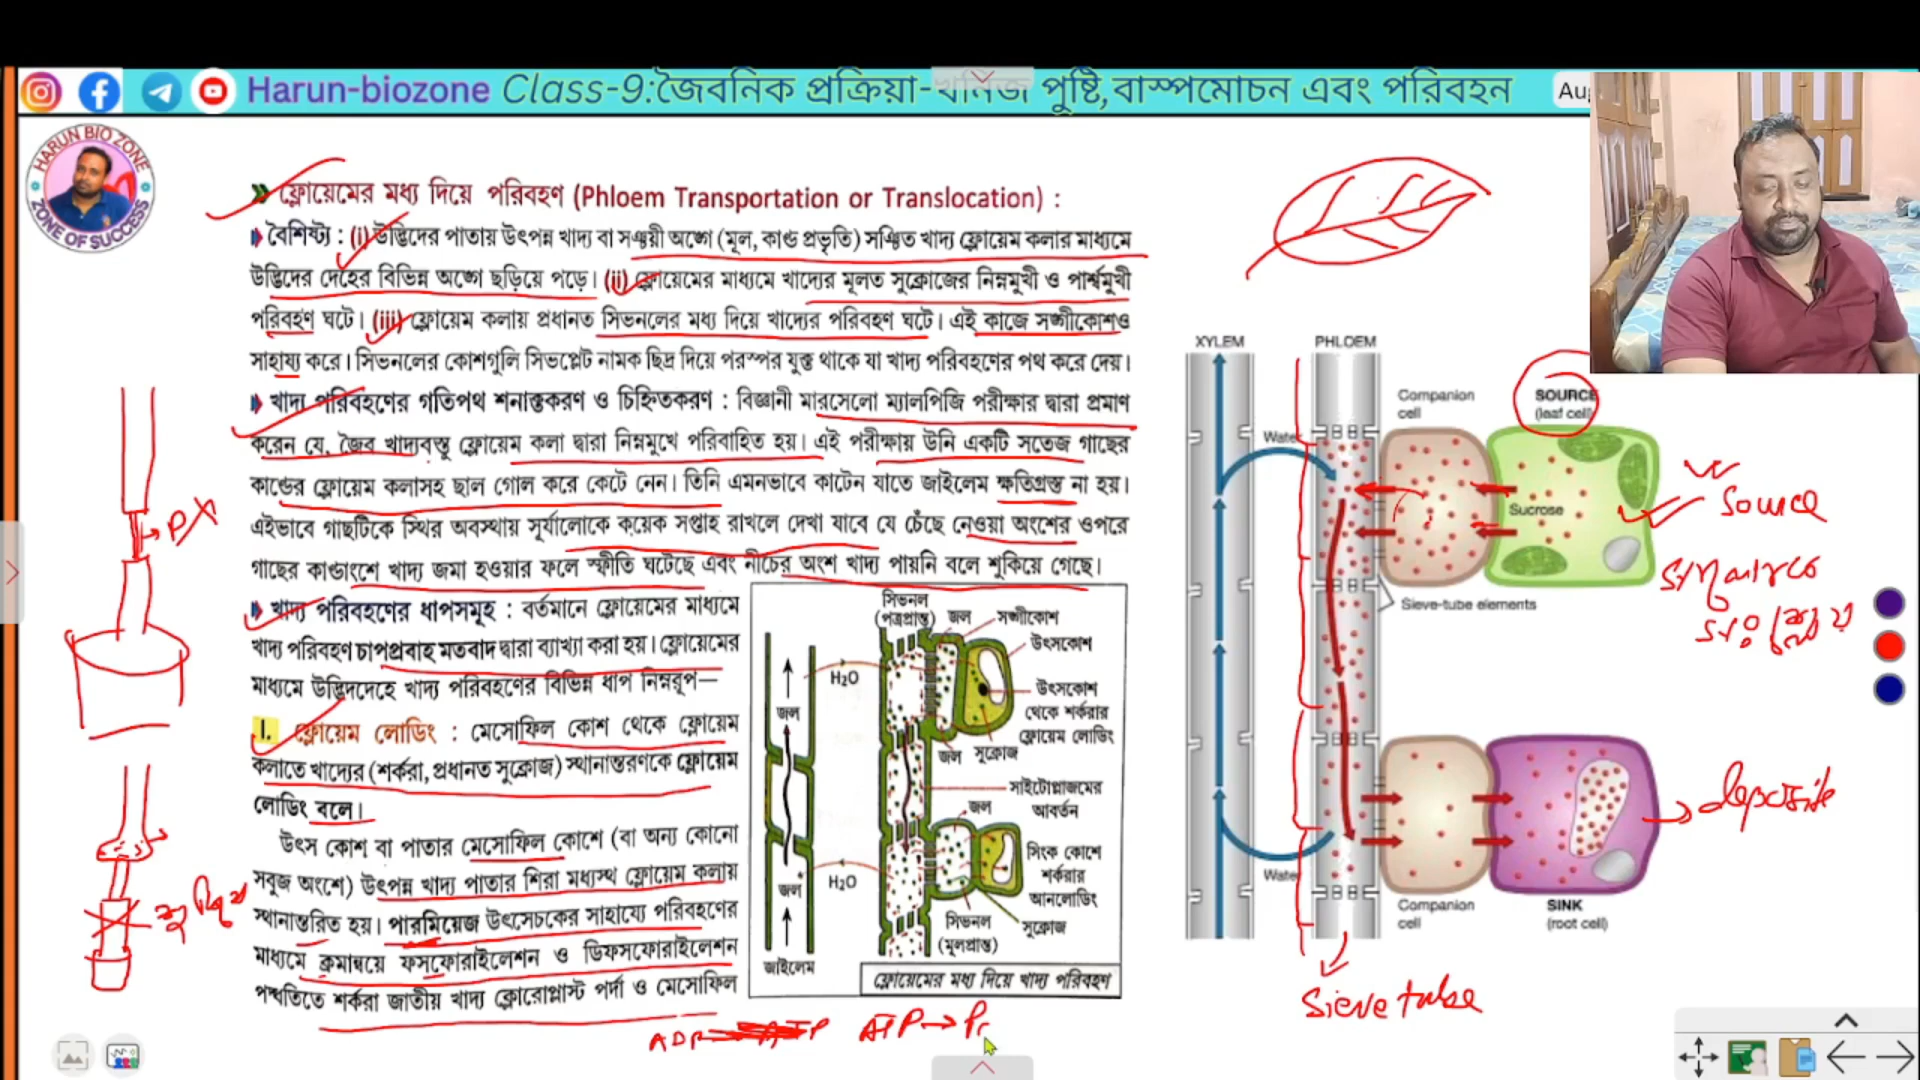 Harun-biozone Class-9:জৈবনিক প্রক্রিয়া-খনিজ পুষ্টি,বাস্পমোচন এবং পরিবহন
Aug
HARUN BIO ZONE
ZONE OF SUCCESS
ফ্লোয়েমের মধ্য দিয়ে পরিবহণ (Phloem Transportation or Translocation) :
বৈশিষ্ট্য : (i) উদ্ভিদের পাতায় উৎপন্ন খাদ্য বা সঞ্চয়ী অঙ্গে (মূল, কাণ্ড প্রভৃতি) সঞ্চিত খাদ্য ফ্লোয়েম কলার মাধ্যমে
উদ্ভিদের দেহের বিভিন্ন অঙ্গে ছড়িয়ে পড়ে। (ii) ফ্লোয়েমের মাধ্যমে খাদ্যের মূলত সুক্রোজের নিম্নমুখী ও পার্শ্বমুখী
পরিবহণ ঘটে। (iii) ফ্লোয়েম কলায় প্রধানত সিভনলের মধ্য দিয়ে খাদ্যের পরিবহণ ঘটে। এই কাজে সঙ্গীকোশও
সাহায্য করে। সিভনলের কোশগুলি সিভপ্লেট নামক ছিদ্র দিয়ে পরস্পর যুক্ত থাকে যা খাদ্য পরিবহণের পথ করে দেয়।
খাদ্য পরিবহণের গতিপথ শনাক্তকরণ ও চিহ্নিতকরণ : বিজ্ঞানী মারসেলো ম্যালপিজি পরীক্ষার দ্বারা প্রমাণ
করেন যে, জৈব খাদ্যবস্তু ফ্লোয়েম কলা দ্বারা নিম্নমুখে পরিবাহিত হয়। এই পরীক্ষায় উনি একটি সতেজ গাছের
কান্ডের ফ্লোয়েম কলাসহ ছাল গোল করে কেটে নেন। তিনি এমনভাবে কাটেন যাতে জাইলেম ক্ষতিগ্রস্ত না হয়।
এইভাবে গাছটিকে স্থির অবস্থায় সূর্যালোকে কয়েক সপ্তাহ রাখলে দেখা যাবে যে চেঁছে নেওয়া অংশের ওপরে
গাছের কাণ্ডাংশে খাদ্য জমা হওয়ার ফলে স্ফীতি ঘটেছে এবং নীচের অংশ খাদ্য পায়নি বলে শুকিয়ে গেছে।
খাদ্য পরিবহণের ধাপসমূহ : বর্তমানে ফ্লোয়েমের মাধ্যমে
খাদ্য পরিবহণ চাপপ্রবাহ মতবাদ দ্বারা ব্যাখ্যা করা হয়। ফ্লোয়েমের
মাধ্যমে উদ্ভিদদেহে খাদ্য পরিবহণের বিভিন্ন ধাপ নিম্নরূপ—
I. ফ্লোয়েম লোডিং : মেসোফিল কোশ থেকে ফ্লোয়েম
কলাতে খাদ্যের (শর্করা, প্রধানত সুক্রোজ) স্থানান্তরণকে ফ্লোয়েম
লোডিং বলে।
উৎস কোশ বা পাতার মেসোফিল কোশে (বা অন্য কোনো
সবুজ অংশে) উৎপন্ন খাদ্য পাতার শিরা মধ্যস্থ ফ্লোয়েম কলায়
স্থানান্তরিত হয়। পারমিয়েজ উৎসেচকের সাহায্যে পরিবহণের
মাধ্যমে ক্রমান্বয়ে ফসফোরাইলেশন ও ডিফসফোরাইলেশন
পদ্ধতিতে শর্করা জাতীয় খাদ্য ক্লোরোপ্লাস্ট পর্দা ও মেসোফিল
সিভনল
(পত্রপ্রান্ত)
জল
সঙ্গীকোশ
উৎসকোশ
H₂O
উৎসকোশ
থেকে শর্করার
ফ্লোয়েম লোডিং
জল
জল
সুক্রোজ
সাইটোপ্লাজমের
আবর্তন
জল
সিংক কোশে
শর্করার
আনলোডিং
H₂O
জল
সুক্রোজ
সিভনল
(মূলপ্রান্ত)
জাইলেম
ফ্লোয়েমের মধ্য দিয়ে খাদ্য পরিবহণ
XYLEM
PHLOEM
Companion
cell
SOURCE
(leaf cell)
Water
Sucrose
Source
Sieve-tube elements
deposite
Water
Companion
cell
SINK
(root cell)
Sieve tube
ADP
ATP